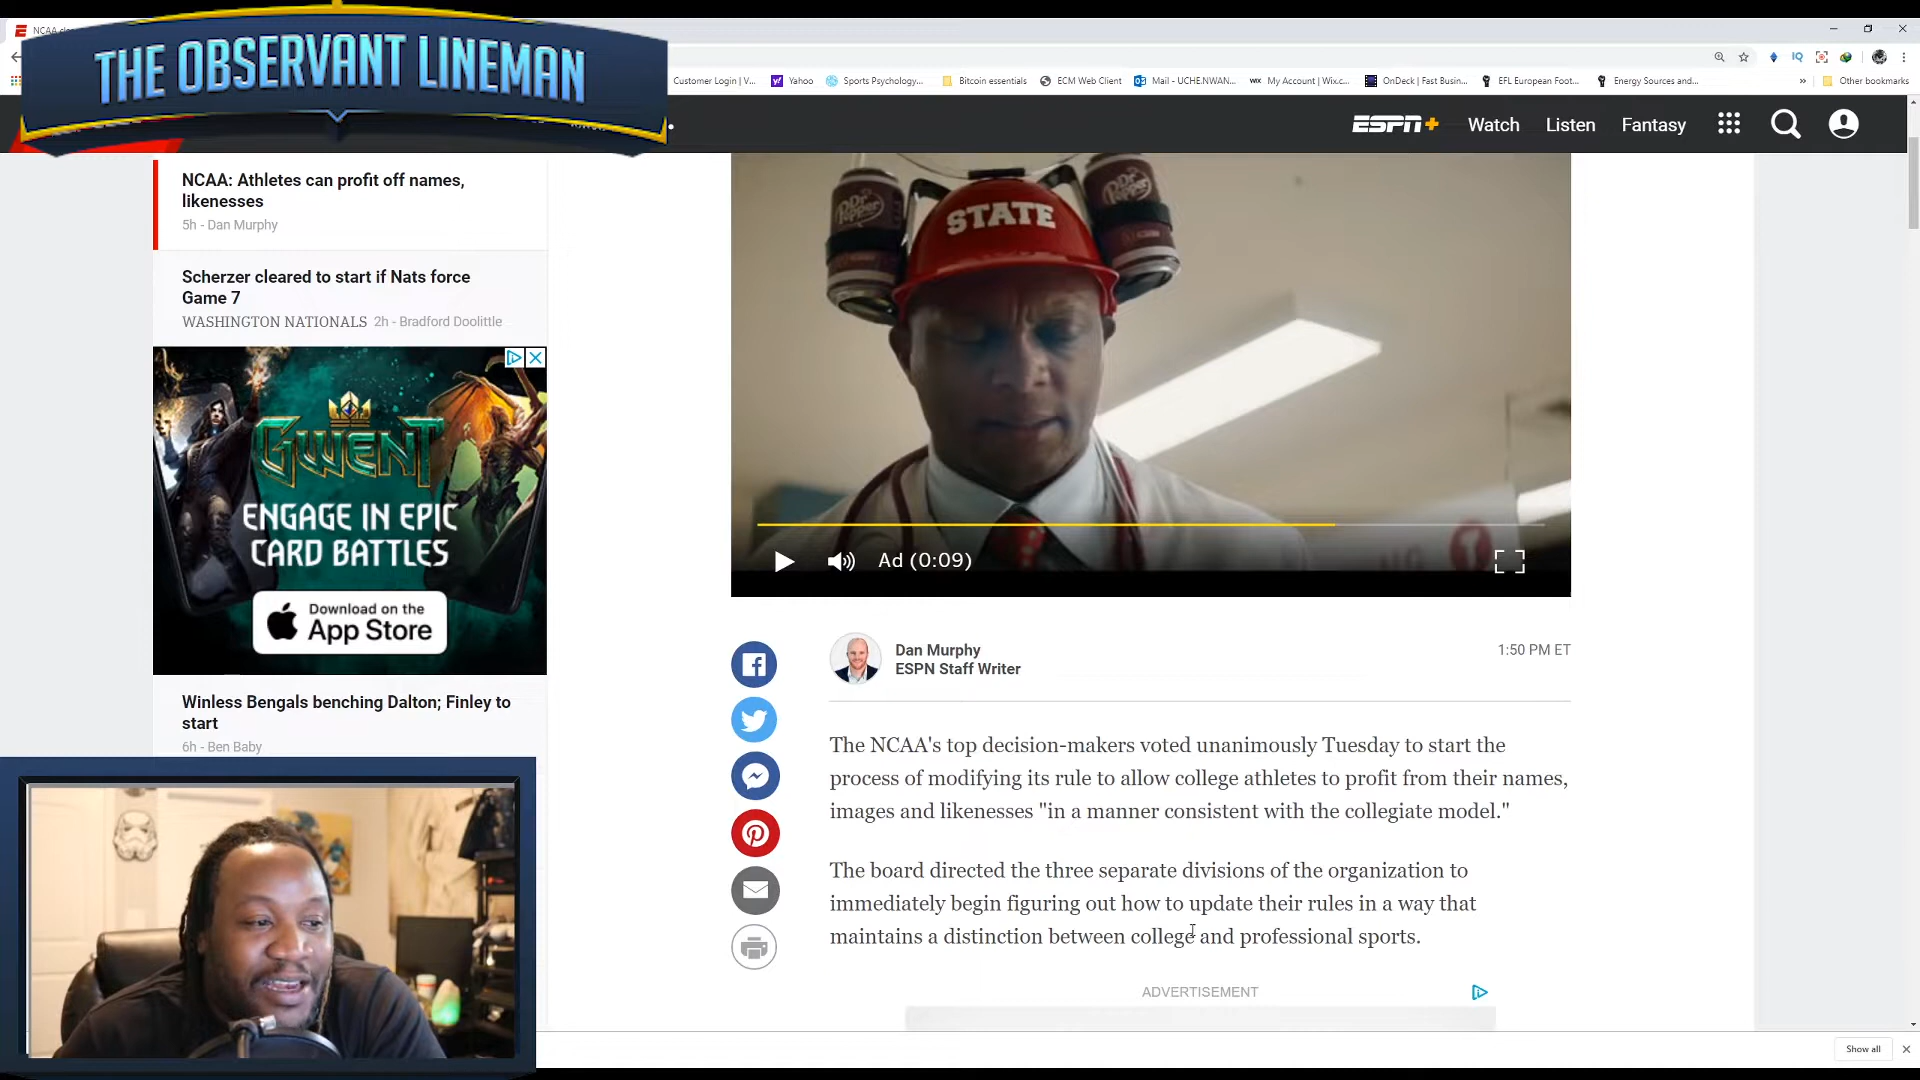 THE OBSERVANT LINEMAN
Customer Login | V...
Yahoo
Sports Psychology...
Bitcoin essentials
ECM Web Client
Mail - UCHE.NWAN...
My Account | Wix.c...
OnDeck | Fast Busin...
EFL European Foot...
Energy Sources and...
»
Other bookmarks
ESPN+
Watch
Listen
Fantasy
NCAA: Athletes can profit off names,
likenesses
5h - Dan Murphy
Scherzer cleared to start if Nats force
Game 7
WASHINGTON NATIONALS 2h - Bradford Doolittle
GWENT
ENGAGE IN EPIC
CARD BATTLES
Download on the
App Store
Winless Bengals benching Dalton; Finley to
start
6h - Ben Baby
Dr Pepper
STATE
Dr Pepper
Ad (0:09)
Dan Murphy
ESPN Staff Writer
1:50 PM ET
The NCAA's top decision-makers voted unanimously Tuesday to start the
process of modifying its rule to allow college athletes to profit from their names,
images and likenesses "in a manner consistent with the collegiate model."
The board directed the three separate divisions of the organization to
immediately begin figuring out how to update their rules in a way that
maintains a distinction between college and professional sports.
ADVERTISEMENT
Show all